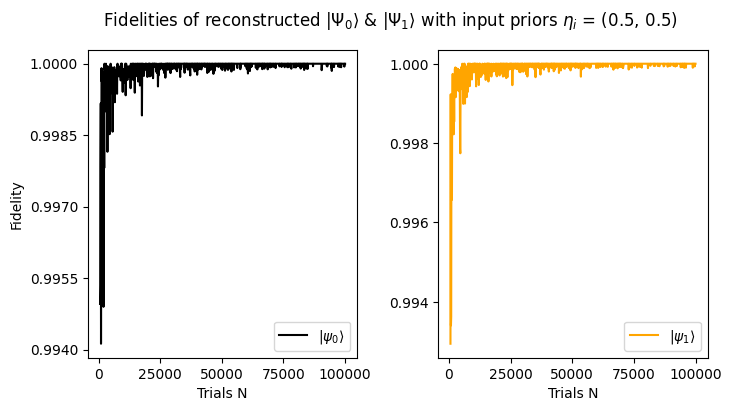 Fidelities of reconstructed |Ψ₀⟩ & |Ψ₁⟩ with input priors ηᵢ = (0.5, 0.5)
Fidelity
1.0000
0.9985
0.9970
0.9955
0.9940
0 25000 50000 75000 100000
Trials N
|ψ₀⟩
1.000
0.998
0.996
0.994
0 25000 50000 75000 100000
Trials N
|ψ₁⟩